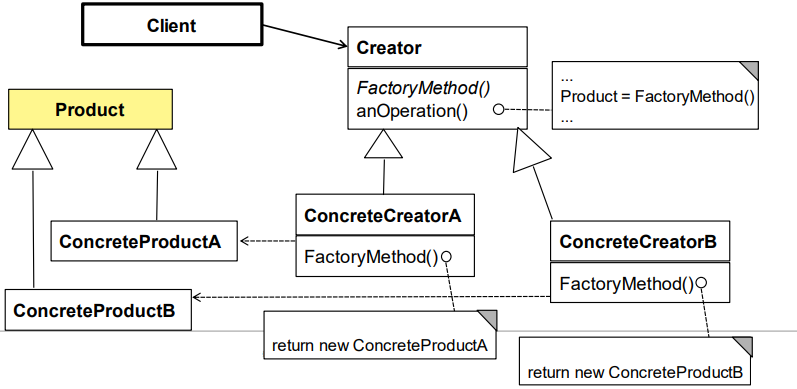 Client
Creator
FactoryMethod()
anOperation()
...
Product = FactoryMethod()
...
Product
ConcreteProductA
ConcreteCreatorA
FactoryMethod()
ConcreteCreatorB
FactoryMethod()
ConcreteProductB
return new ConcreteProductA
return new ConcreteProductB